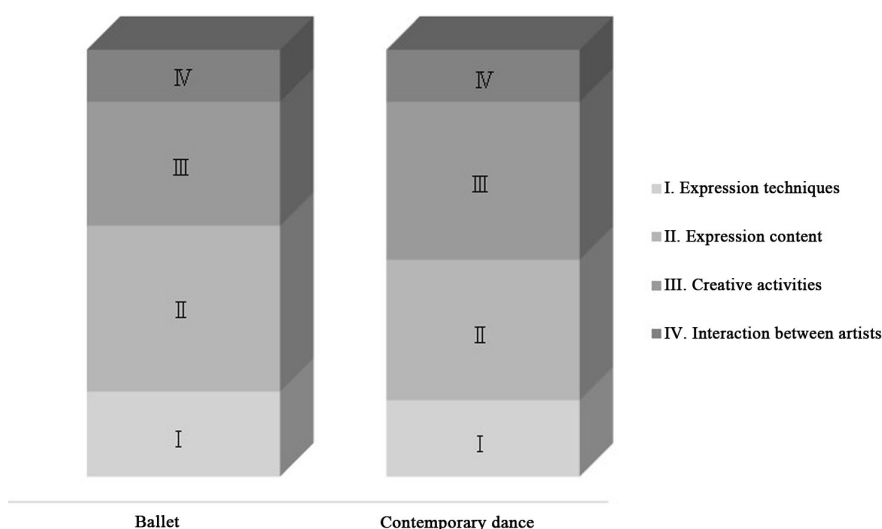 Ⅳ
Ⅲ
Ⅱ
Ⅰ
Ⅳ
Ⅲ
Ⅱ
Ⅰ
I. Expression techniques
II. Expression content
III. Creative activities
IV. Interaction between artists
Ballet
Contemporary dance